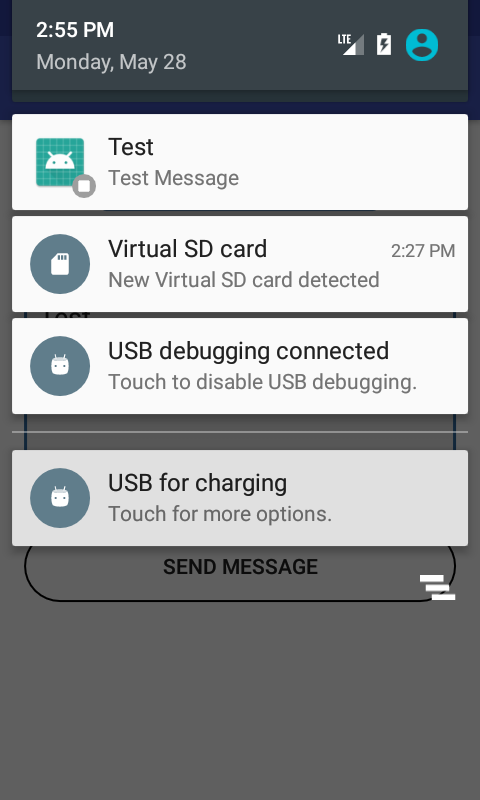 2:55 PM
LTE
Monday, May 28
Test
Test Message
Virtual SD card 2:27 PM
New Virtual SD card detected
Test
USB debugging connected
Touch to disable USB debugging.
USB for charging
Touch for more options.
SEND MESSAGE